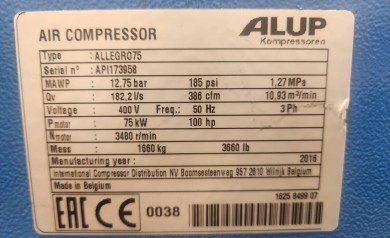 AIR COMPRESSOR
ALUP
Kompressoren
Type : ALLEGRO75
Serial n° : API173958
MAWP : 12,75 bar 185 psi 1,27 MPa
Qv : 182,2 l/s 386 cfm 10,93 m³/min
Voltage : 400 V Freq.: 50 Hz 3 Ph
Pmotor : 75 kW 100 hp
Nmotor : 3480 r/min
Mass : 1660 kg 3660 lb
Manufacturing year : 2016
International Compressor Distribution NV Boomsesteenweg 957 2610 Wilrijk Belgium
Made in Belgium
1625 8499 07
EAC CE 0038